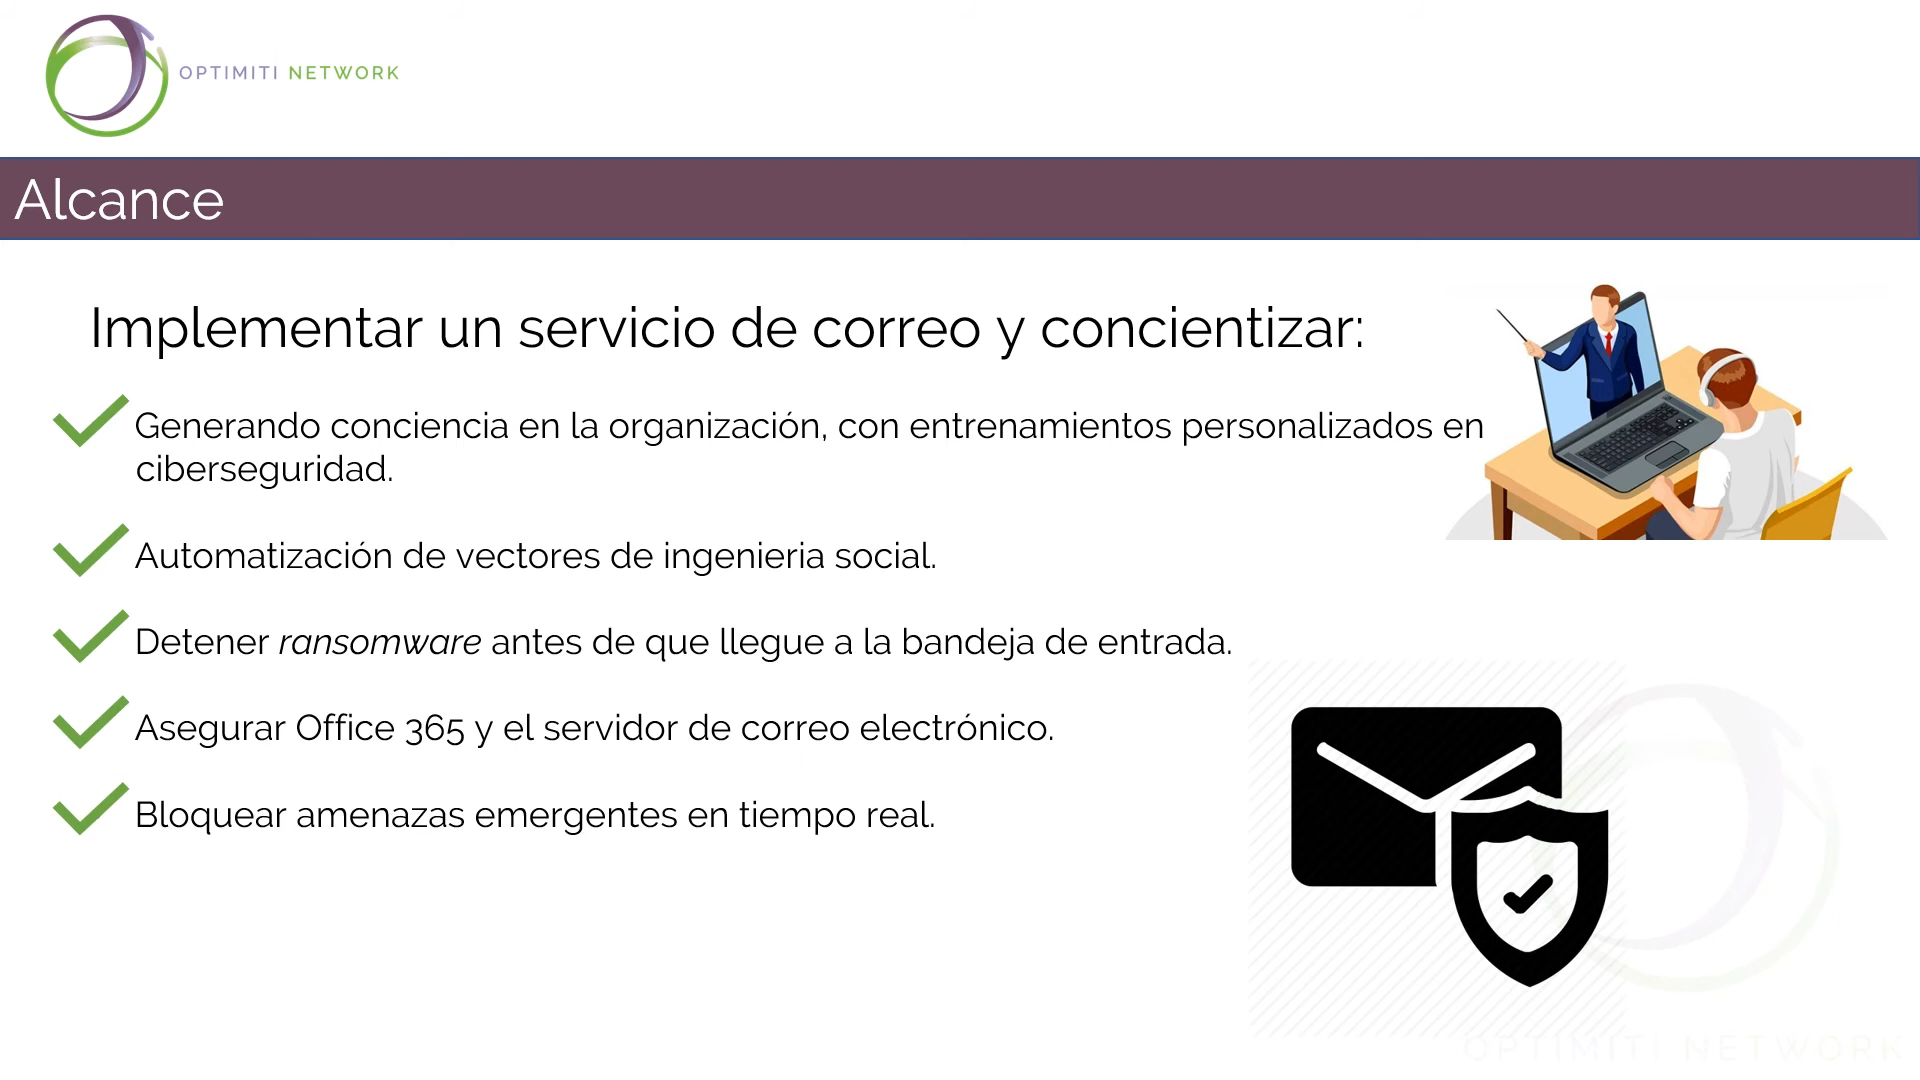 OPTIMITI NETWORK
Alcance
Implementar un servicio de correo y concientizar:
Generando conciencia en la organización, con entrenamientos personalizados en
ciberseguridad.
Automatización de vectores de ingenieria social.
Detener ransomware antes de que llegue a la bandeja de entrada.
Asegurar Office 365 y el servidor de correo electrónico.
Bloquear amenazas emergentes en tiempo real.
OPTIMITI NETWORK